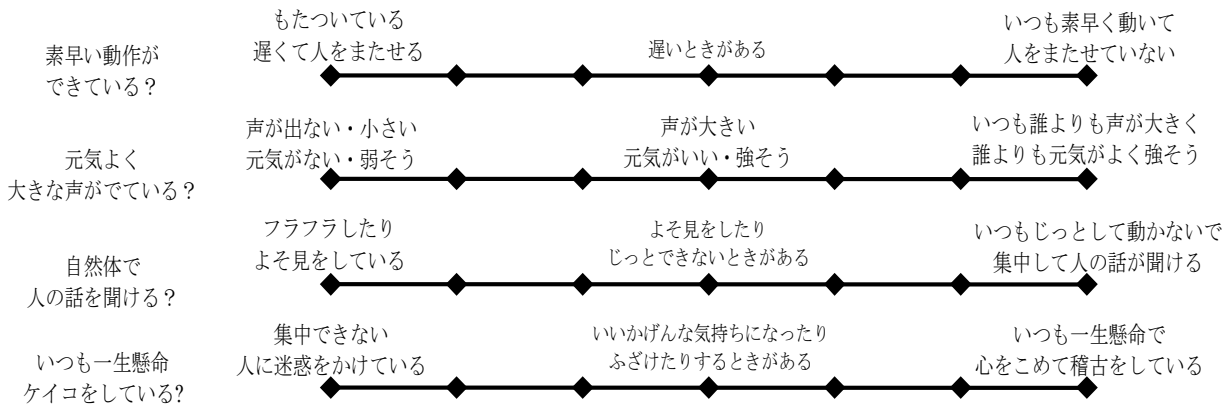 素早い動作が
できている？
もたついている
遅くて人をまたせる
遅いときがある
いつも素早く動いて
人をまたせていない
元気よく
大きな声がでている？
声が出ない・小さい
元気がない・弱そう
声が大きい
元気がいい・強そう
いつも誰よりも声が大きく
誰よりも元気がよく強そう
自然体で
人の話を聞ける？
フラフラしたり
よそ見をしている
よそ見をしたり
じっとできないときがある
いつもじっとして動かないで
集中して人の話が聞ける
いつも一生懸命
ケイコをしている?
集中できない
人に迷惑をかけている
いいかげんな気持ちになったり
ふざけたりするときがある
いつも一生懸命で
心をこめて稽古をしている